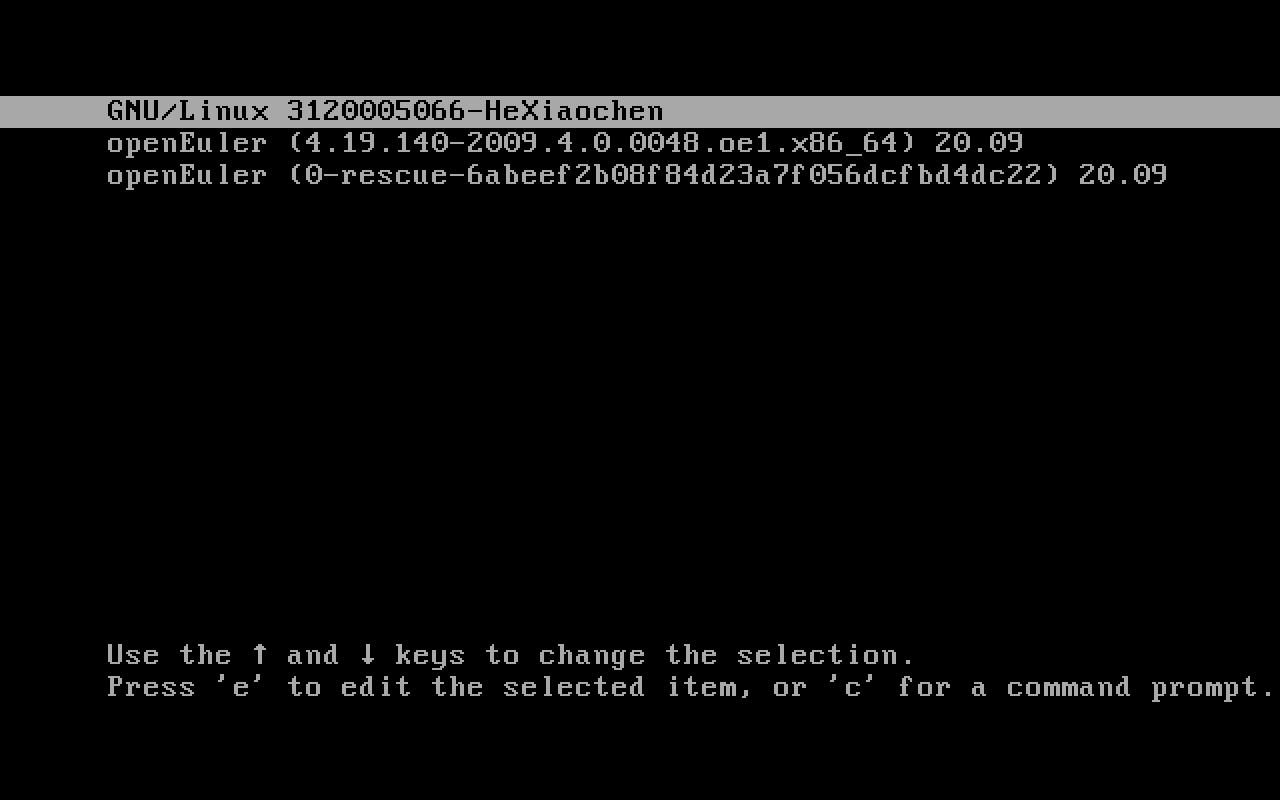 GNU/Linux 3120005066-HeXiaochen
openEuler (4.19.140-2009.4.0.0048.oe1.x86_64) 20.09
openEuler (0-rescue-6abeef2b08f84d23a7f056dcfbd4dc22) 20.09
Use the ↑ and ↓ keys to change the selection.
Press 'e' to edit the selected item, or 'c' for a command prompt.